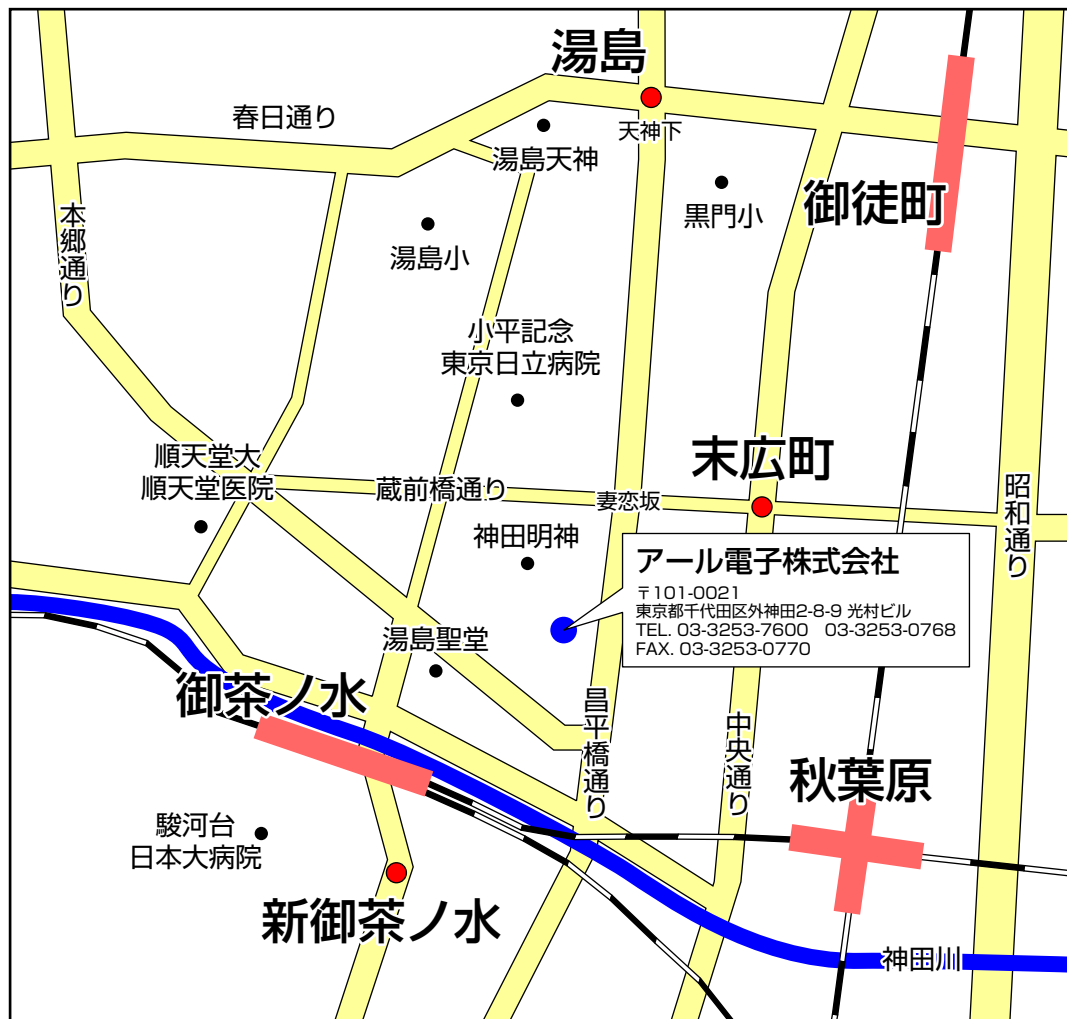 湯島
春日通り
天神下
湯島天神
黒門小
御徒町
本郷通り
湯島小
小平記念
東京日立病院
順天堂大
順天堂医院
末広町
蔵前橋通り
妻恋坂
昭和通り
神田明神
アール電子株式会社
〒101-0021
東京都千代田区外神田2-8-9 光村ビル
TEL. 03-3253-7600 03-3253-0768
FAX. 03-3253-0770
湯島聖堂
御茶ノ水
昌平橋通り
中央通り
秋葉原
駿河台
日本大病院
新御茶ノ水
神田川